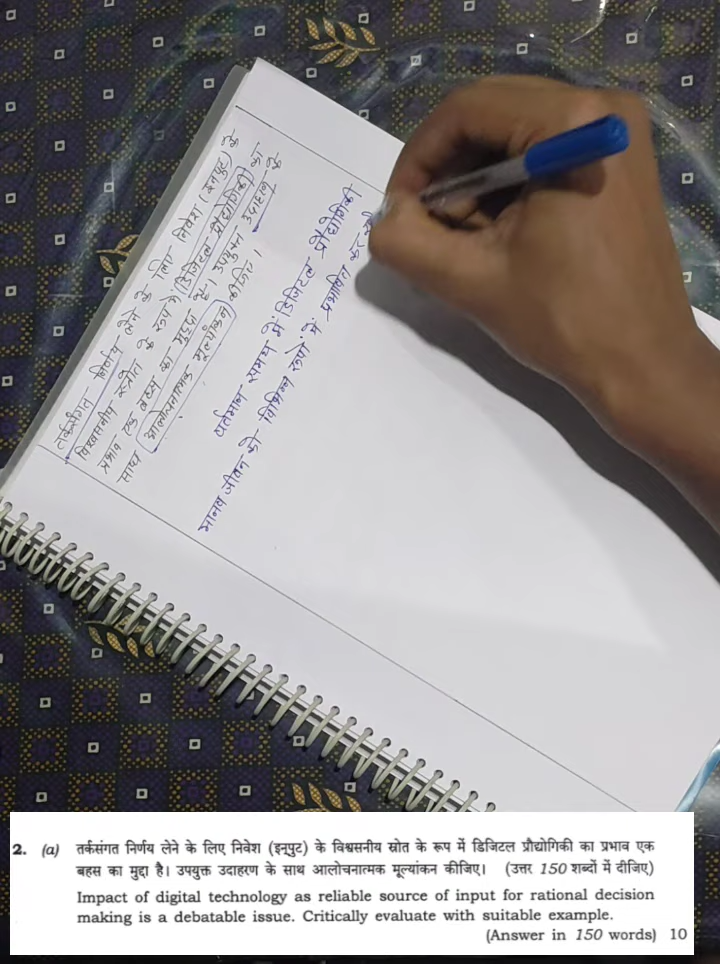 तर्कसंगत निर्णय लेने के लिए निवेश (इनपुट) के
विश्वसनीय स्त्रोत के रूप में डिजिटल प्रौद्योगिकी का
प्रभाव एक बहस का मुद्दा है। उपयुक्त उदाहरण के
साथ आलोचनात्मक मूल्यांकन कीजिए।
वर्तमान समय में डिजिटल प्रौद्योगिकी
मानव जीवन को विभिन्न रूपों में प्रभावित कर
2. (a) तर्कसंगत निर्णय लेने के लिए निवेश (इनपुट) के विश्वसनीय स्रोत के रूप में डिजिटल प्रौद्योगिकी का प्रभाव एक
बहस का मुद्दा है। उपयुक्त उदाहरण के साथ आलोचनात्मक मूल्यांकन कीजिए। (उत्तर 150 शब्दों में दीजिए)
Impact of digital technology as reliable source of input for rational decision
making is a debatable issue. Critically evaluate with suitable example.
(Answer in 150 words) 10